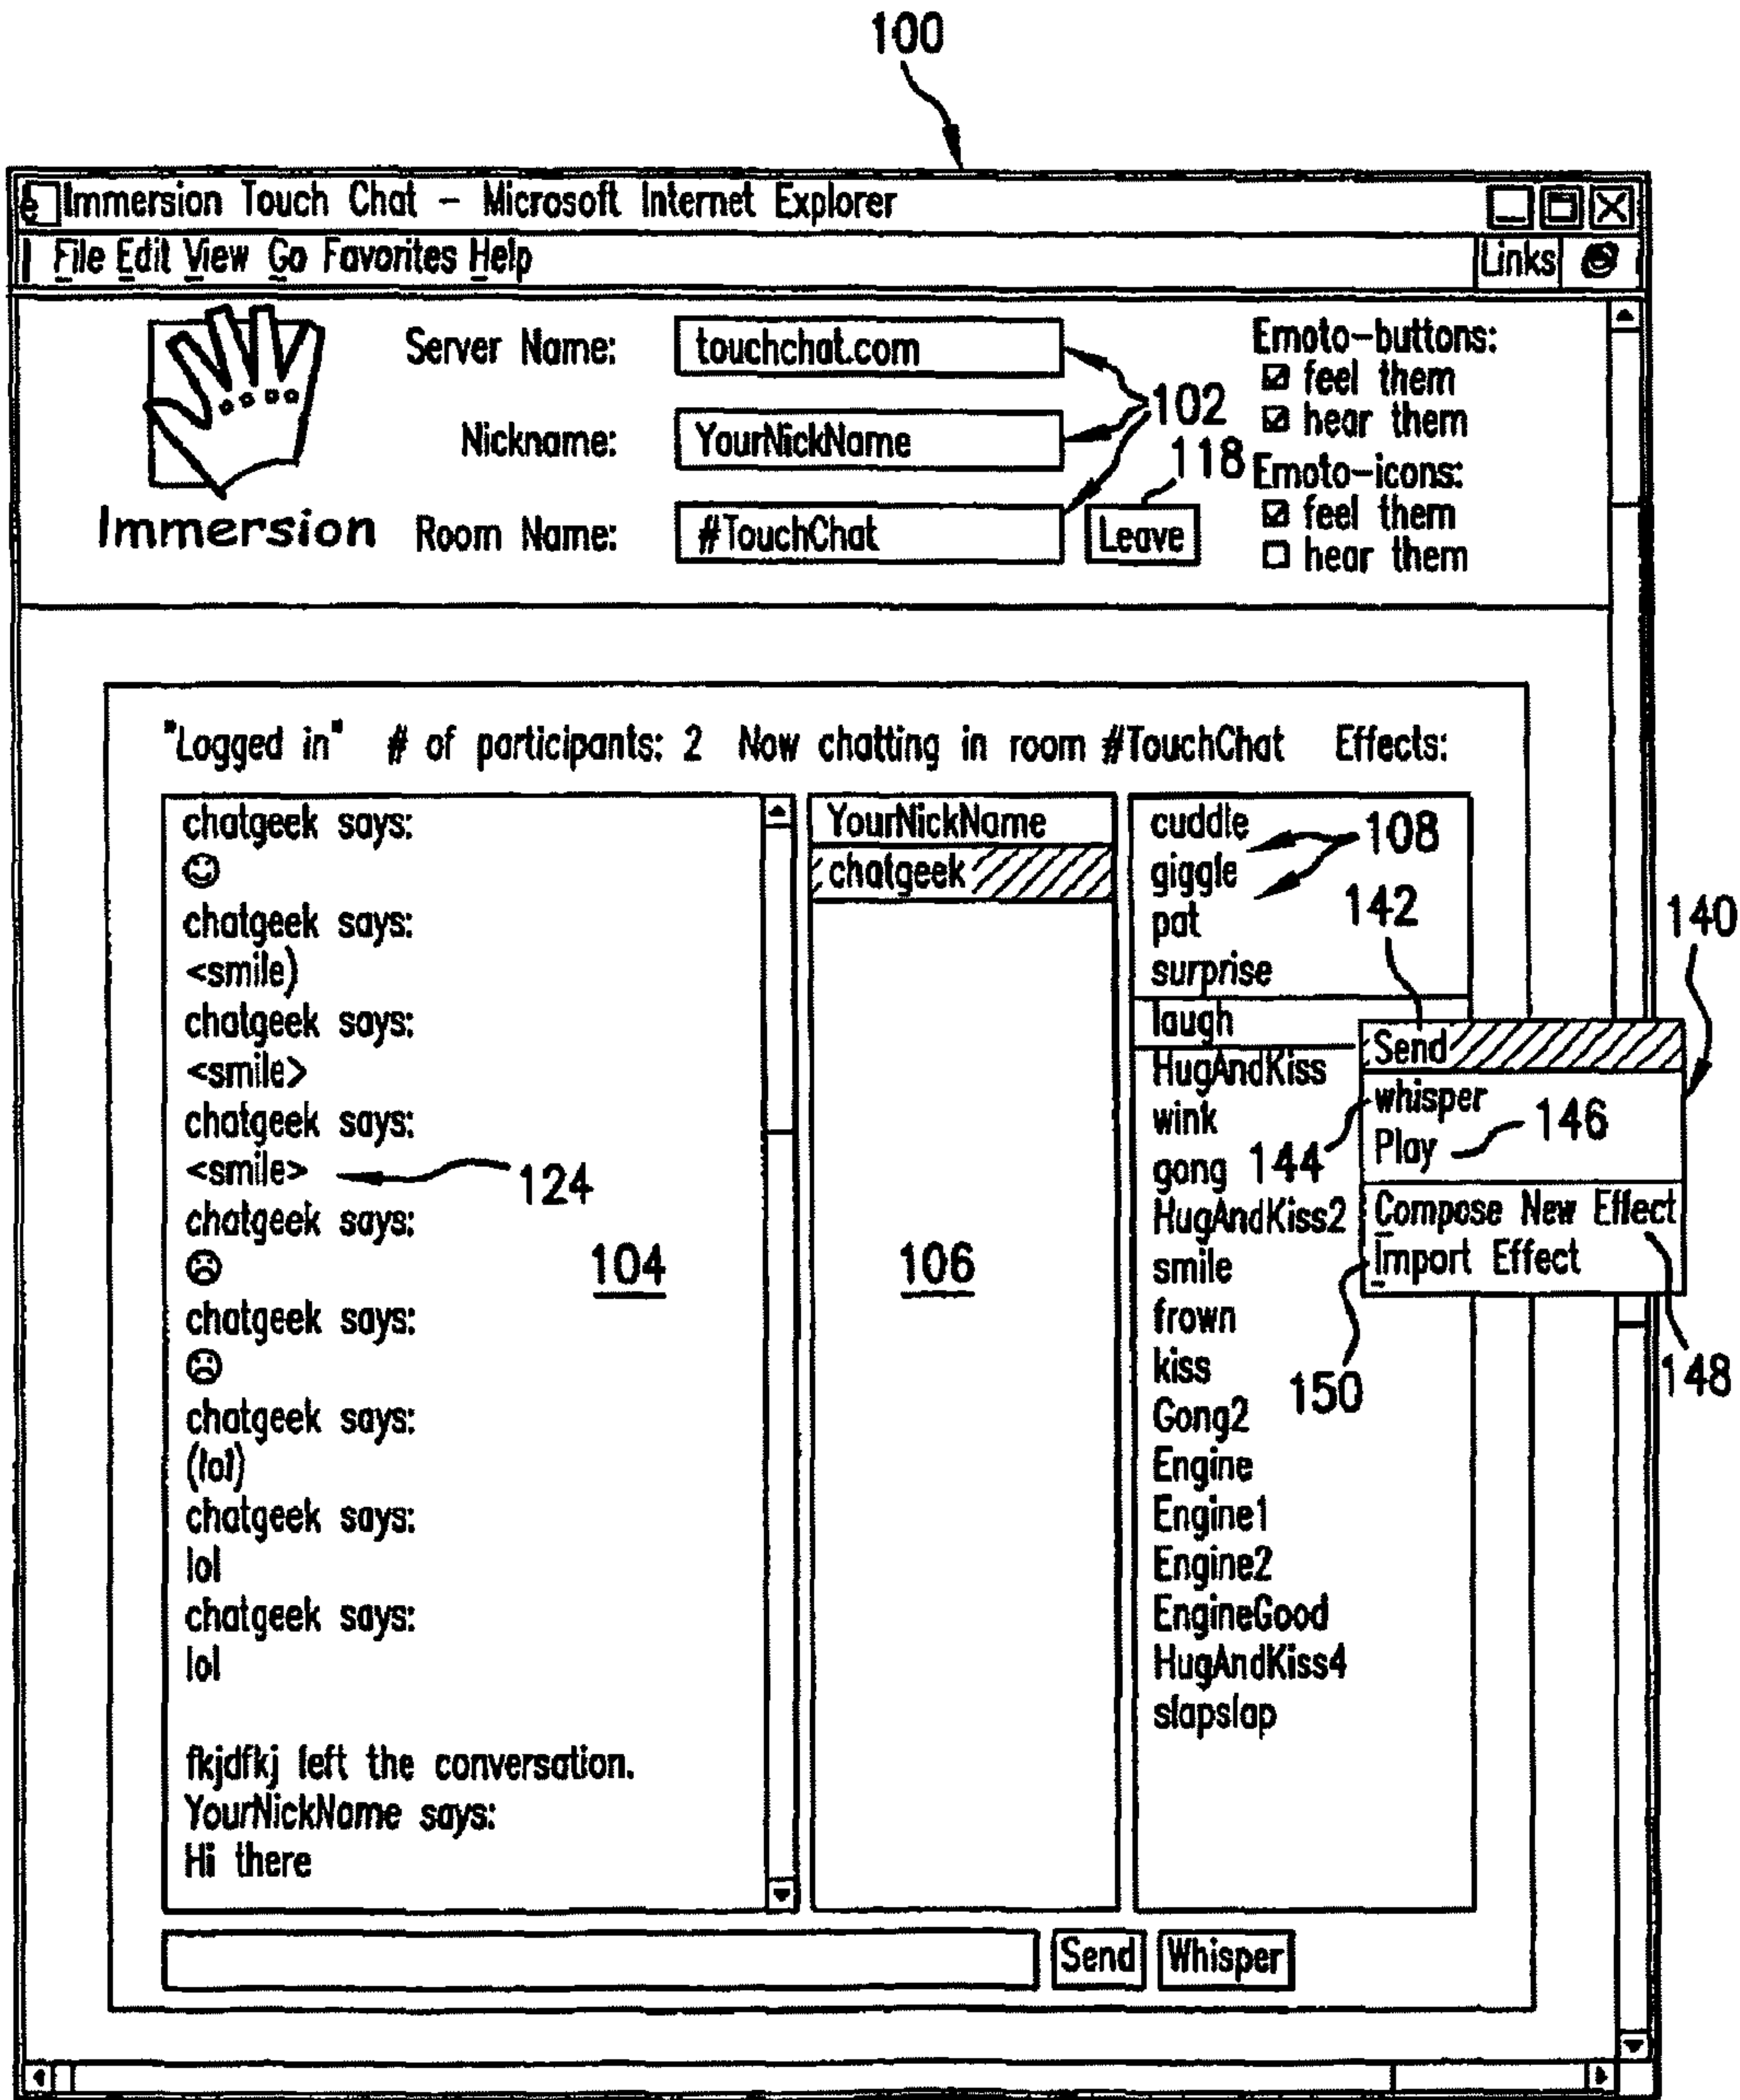 100
Immersion Touch Chat - Microsoft Internet Explorer
File Edit View Go Favorites Help
Links
Server Name: touchchat.com
Nickname: YourNickName
Room Name: #TouchChat
Leave
Immersion
102
118
Emoto-buttons:
feel them
hear them
Emoto-icons:
feel them
hear them
"Logged in" # of participants: 2 Now chatting in room #TouchChat Effects:
chatgeek says:
☺
chatgeek says:
<smile)
chatgeek says:
<smile>
chatgeek says:
<smile>
124
chatgeek says:
☹
chatgeek says:
☹
chatgeek says:
(lol)
chatgeek says:
lol
chatgeek says:
lol
fkjdfkj left the conversation.
YourNickName says:
Hi there
104
YourNickName
chatgeek
106
cuddle
giggle
pat
surprise
laugh
HugAndKiss
wink
gong
HugAndKiss2
smile
frown
kiss
Gong2
Engine
Engine1
Engine2
EngineGood
HugAndKiss4
slapslap
108
142
140
Send
whisper
Play
Compose New Effect
Import Effect
144
146
150
148
Send
Whisper